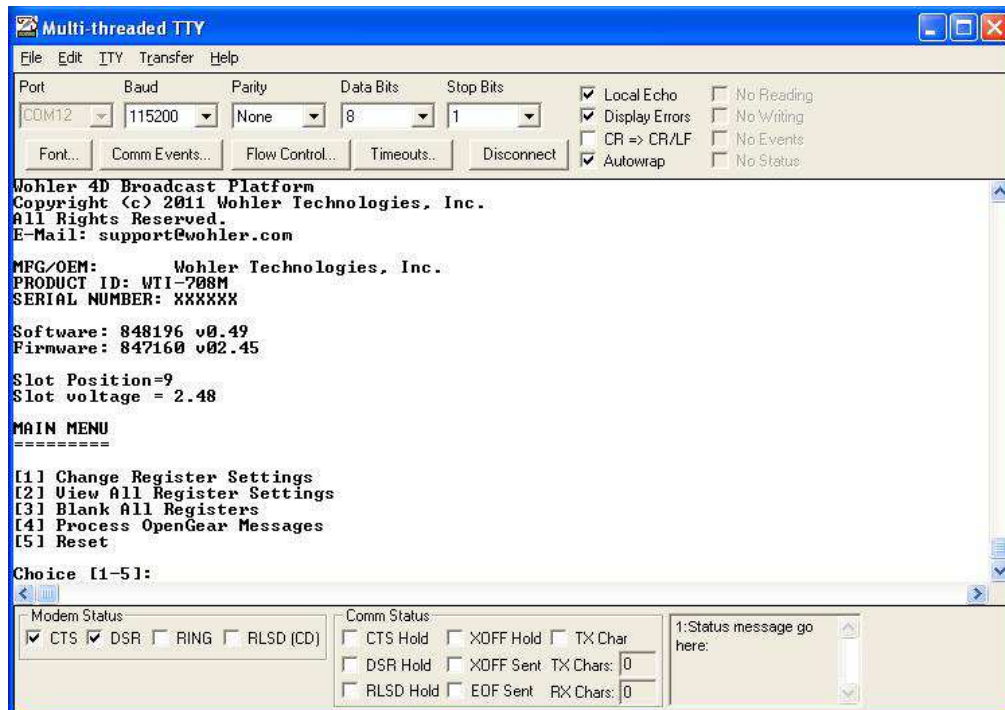 Multi-threaded TTY
File Edit TTY Transfer Help
Port Baud Parity Data Bits Stop Bits
COM12 115200 None 8 1
Local Echo No Reading
Display Errors No Writing
CR => CR/LF No Events
Autowrap No Status
Font... Comm Events... Flow Control... Timeouts.. Disconnect
Wohler 4D Broadcast Platform
Copyright (c) 2011 Wohler Technologies, Inc.
All Rights Reserved.
E-Mail: support@wohler.com
MFG/OEM: Wohler Technologies, Inc.
PRODUCT ID: WTI-708M
SERIAL NUMBER: XXXXXX
Software: 848196 v0.49
Firmware: 847160 v02.45
Slot Position=9
Slot voltage = 2.48
MAIN MENU
=========
[1] Change Register Settings
[2] View All Register Settings
[3] Blank All Registers
[4] Process OpenGear Messages
[5] Reset
Choice [1-5]:
Modem Status
CTS DSR RING RLSD (CD)
Comm Status
CTS Hold XOFF Hold TX Char
DSR Hold XOFF Sent TX Chars: 0
RLSD Hold EOF Sent RX Chars: 0
1:Status message go
here: